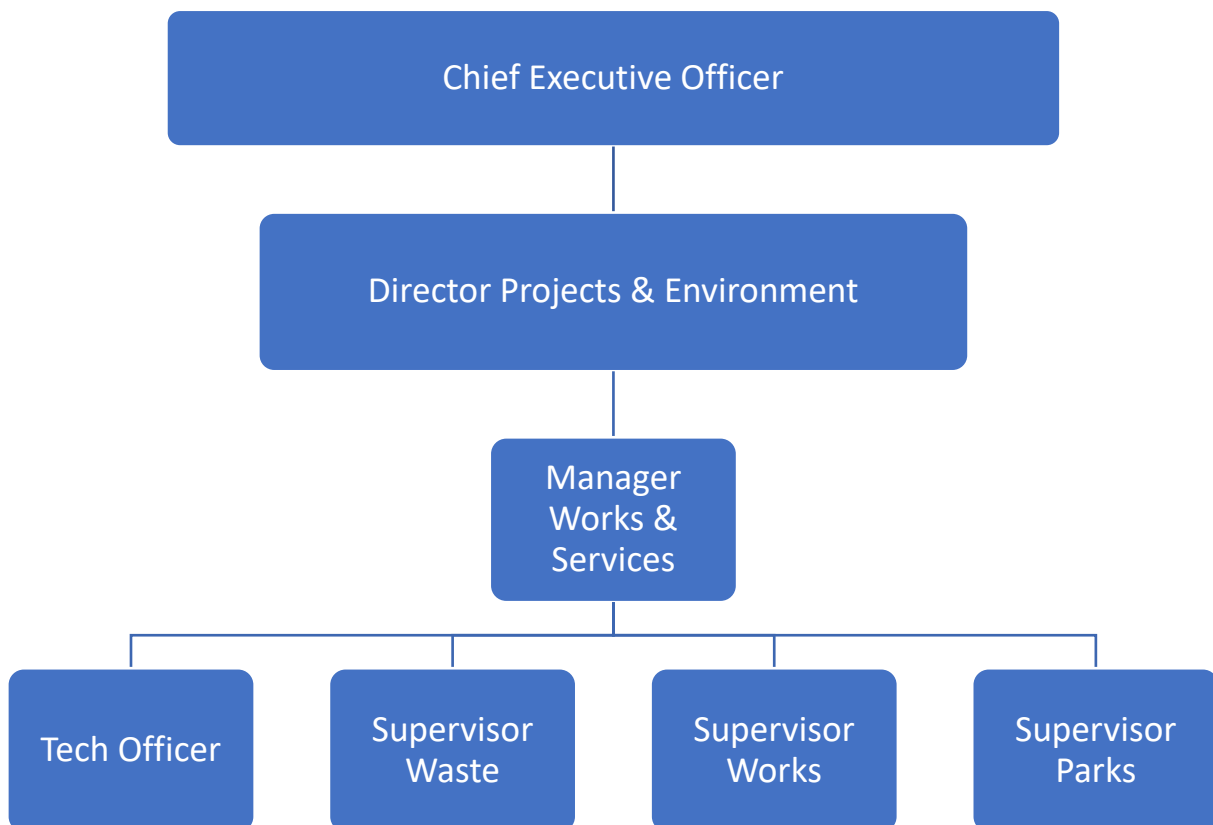 Chief Executive Officer
Director Projects & Environment
Manager
Works &
Services
Tech Officer
Supervisor
Waste
Supervisor
Works
Supervisor
Parks